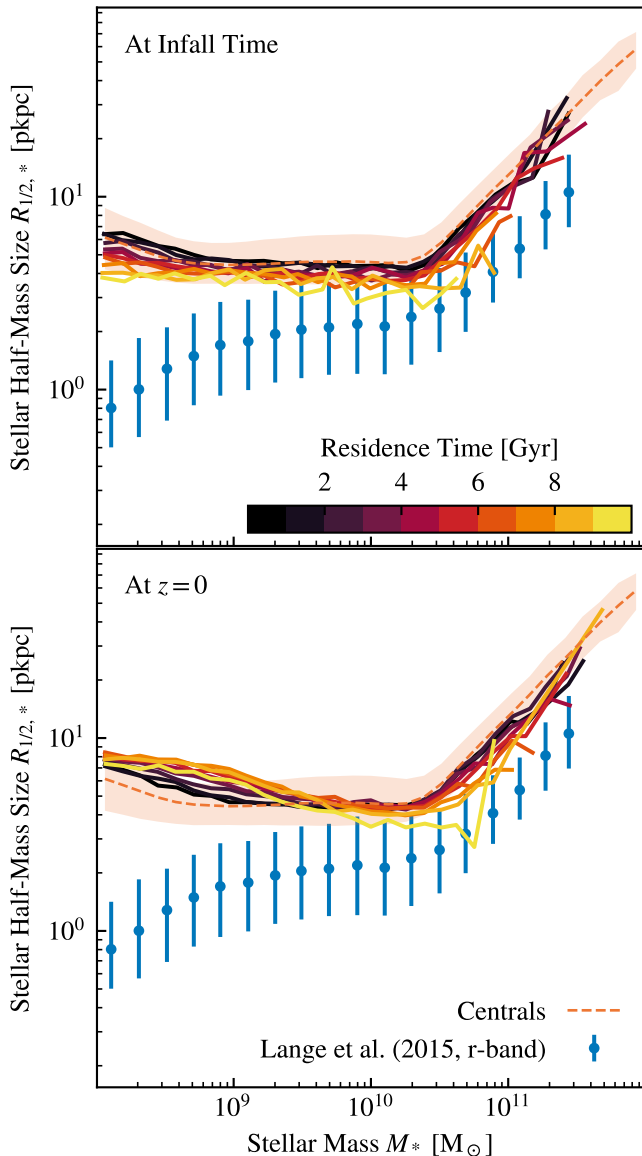 At Infall Time
Stellar Half-Mass Size R₁/₂, * [pkpc]
10¹
10⁰
Residence Time [Gyr]
2 4 6 8
At z = 0
Stellar Half-Mass Size R₁/₂, * [pkpc]
10¹
10⁰
Centrals
Lange et al. (2015, r-band)
10⁹ 10¹⁰ 10¹¹
Stellar Mass M* [M⊙]